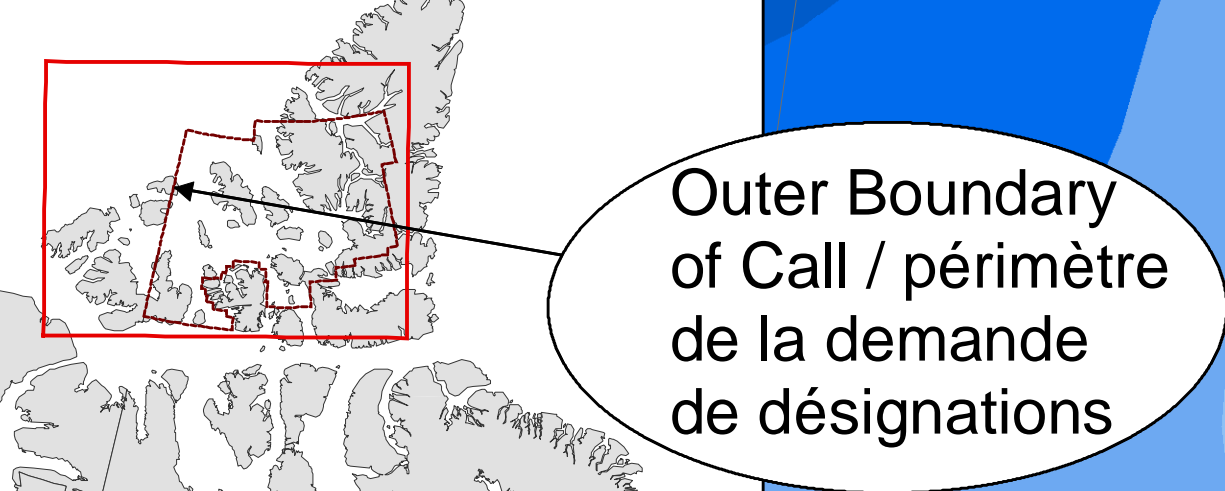 Outer Boundary
of Call / périmètre
de la demande
de désignations